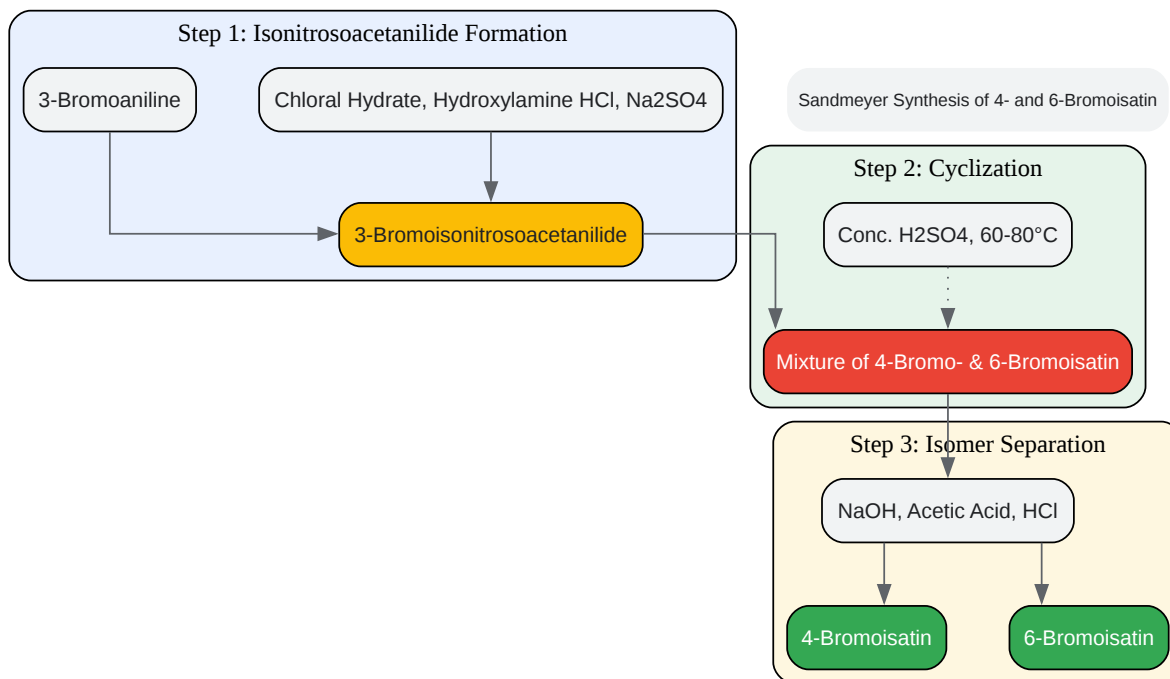 Step 1: Isonitrosoacetanilide Formation
3-Bromoaniline
Chloral Hydrate, Hydroxylamine HCl, Na2SO4
3-Bromoisonitrosoacetanilide
Sandmeyer Synthesis of 4- and 6-Bromoisatin
Step 2: Cyclization
Conc. H2SO4, 60-80°C
Mixture of 4-Bromo- & 6-Bromoisatin
Step 3: Isomer Separation
NaOH, Acetic Acid, HCl
4-Bromoisatin
6-Bromoisatin